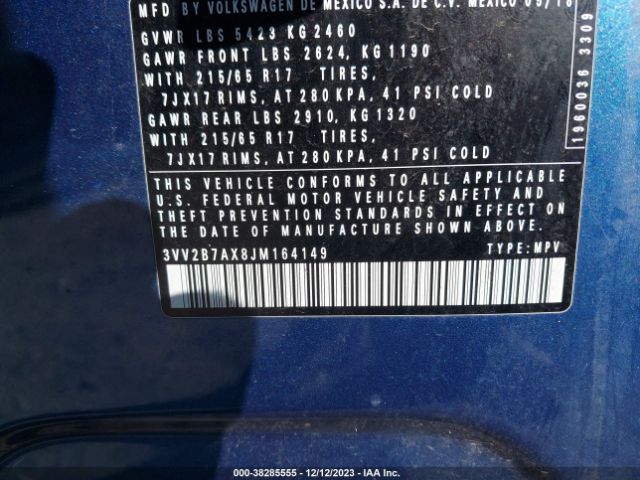 MFD BY VOLKSWAGEN DE MEXICO S.A. DE C.V. MEXICO 09/18
GVWR LBS 5423 KG 2460
GAWR FRONT LBS 2624, KG 1190
WITH 215/65 R17 TIRES,
7JX17 RIMS, AT 280 KPA, 41 PSI COLD
GAWR REAR LBS 2910, KG 1320
WITH 215/65 R17 TIRES,
7JX17 RIMS, AT 280 KPA, 41 PSI COLD
THIS VEHICLE CONFORMS TO ALL APPLICABLE
U.S. FEDERAL MOTOR VEHICLE SAFETY AND
THEFT PREVENTION STANDARDS IN EFFECT ON
THE DATE OF MANUFACTURE SHOWN ABOVE.
3VV2B7AX8JM164149 TYPE: MPV
1960036 3309
000-38285555 - 12/12/2023 - IAA Inc.